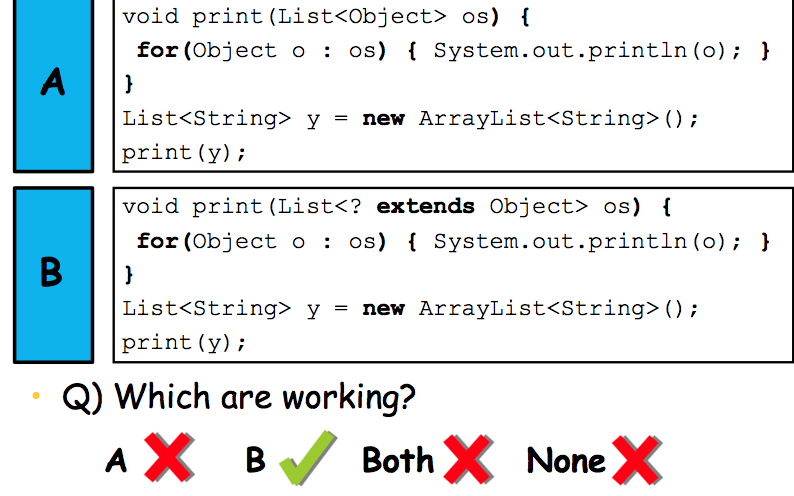 void print(List<Object> os) {
for(Object o : os) { System.out.println(o); }
}
List<String> y = new ArrayList<String>();
print(y);
A
void print(List<? extends Object> os) {
for(Object o : os) { System.out.println(o); }
}
List<String> y = new ArrayList<String>();
print(y);
B
• Q) Which are working?
A B Both None